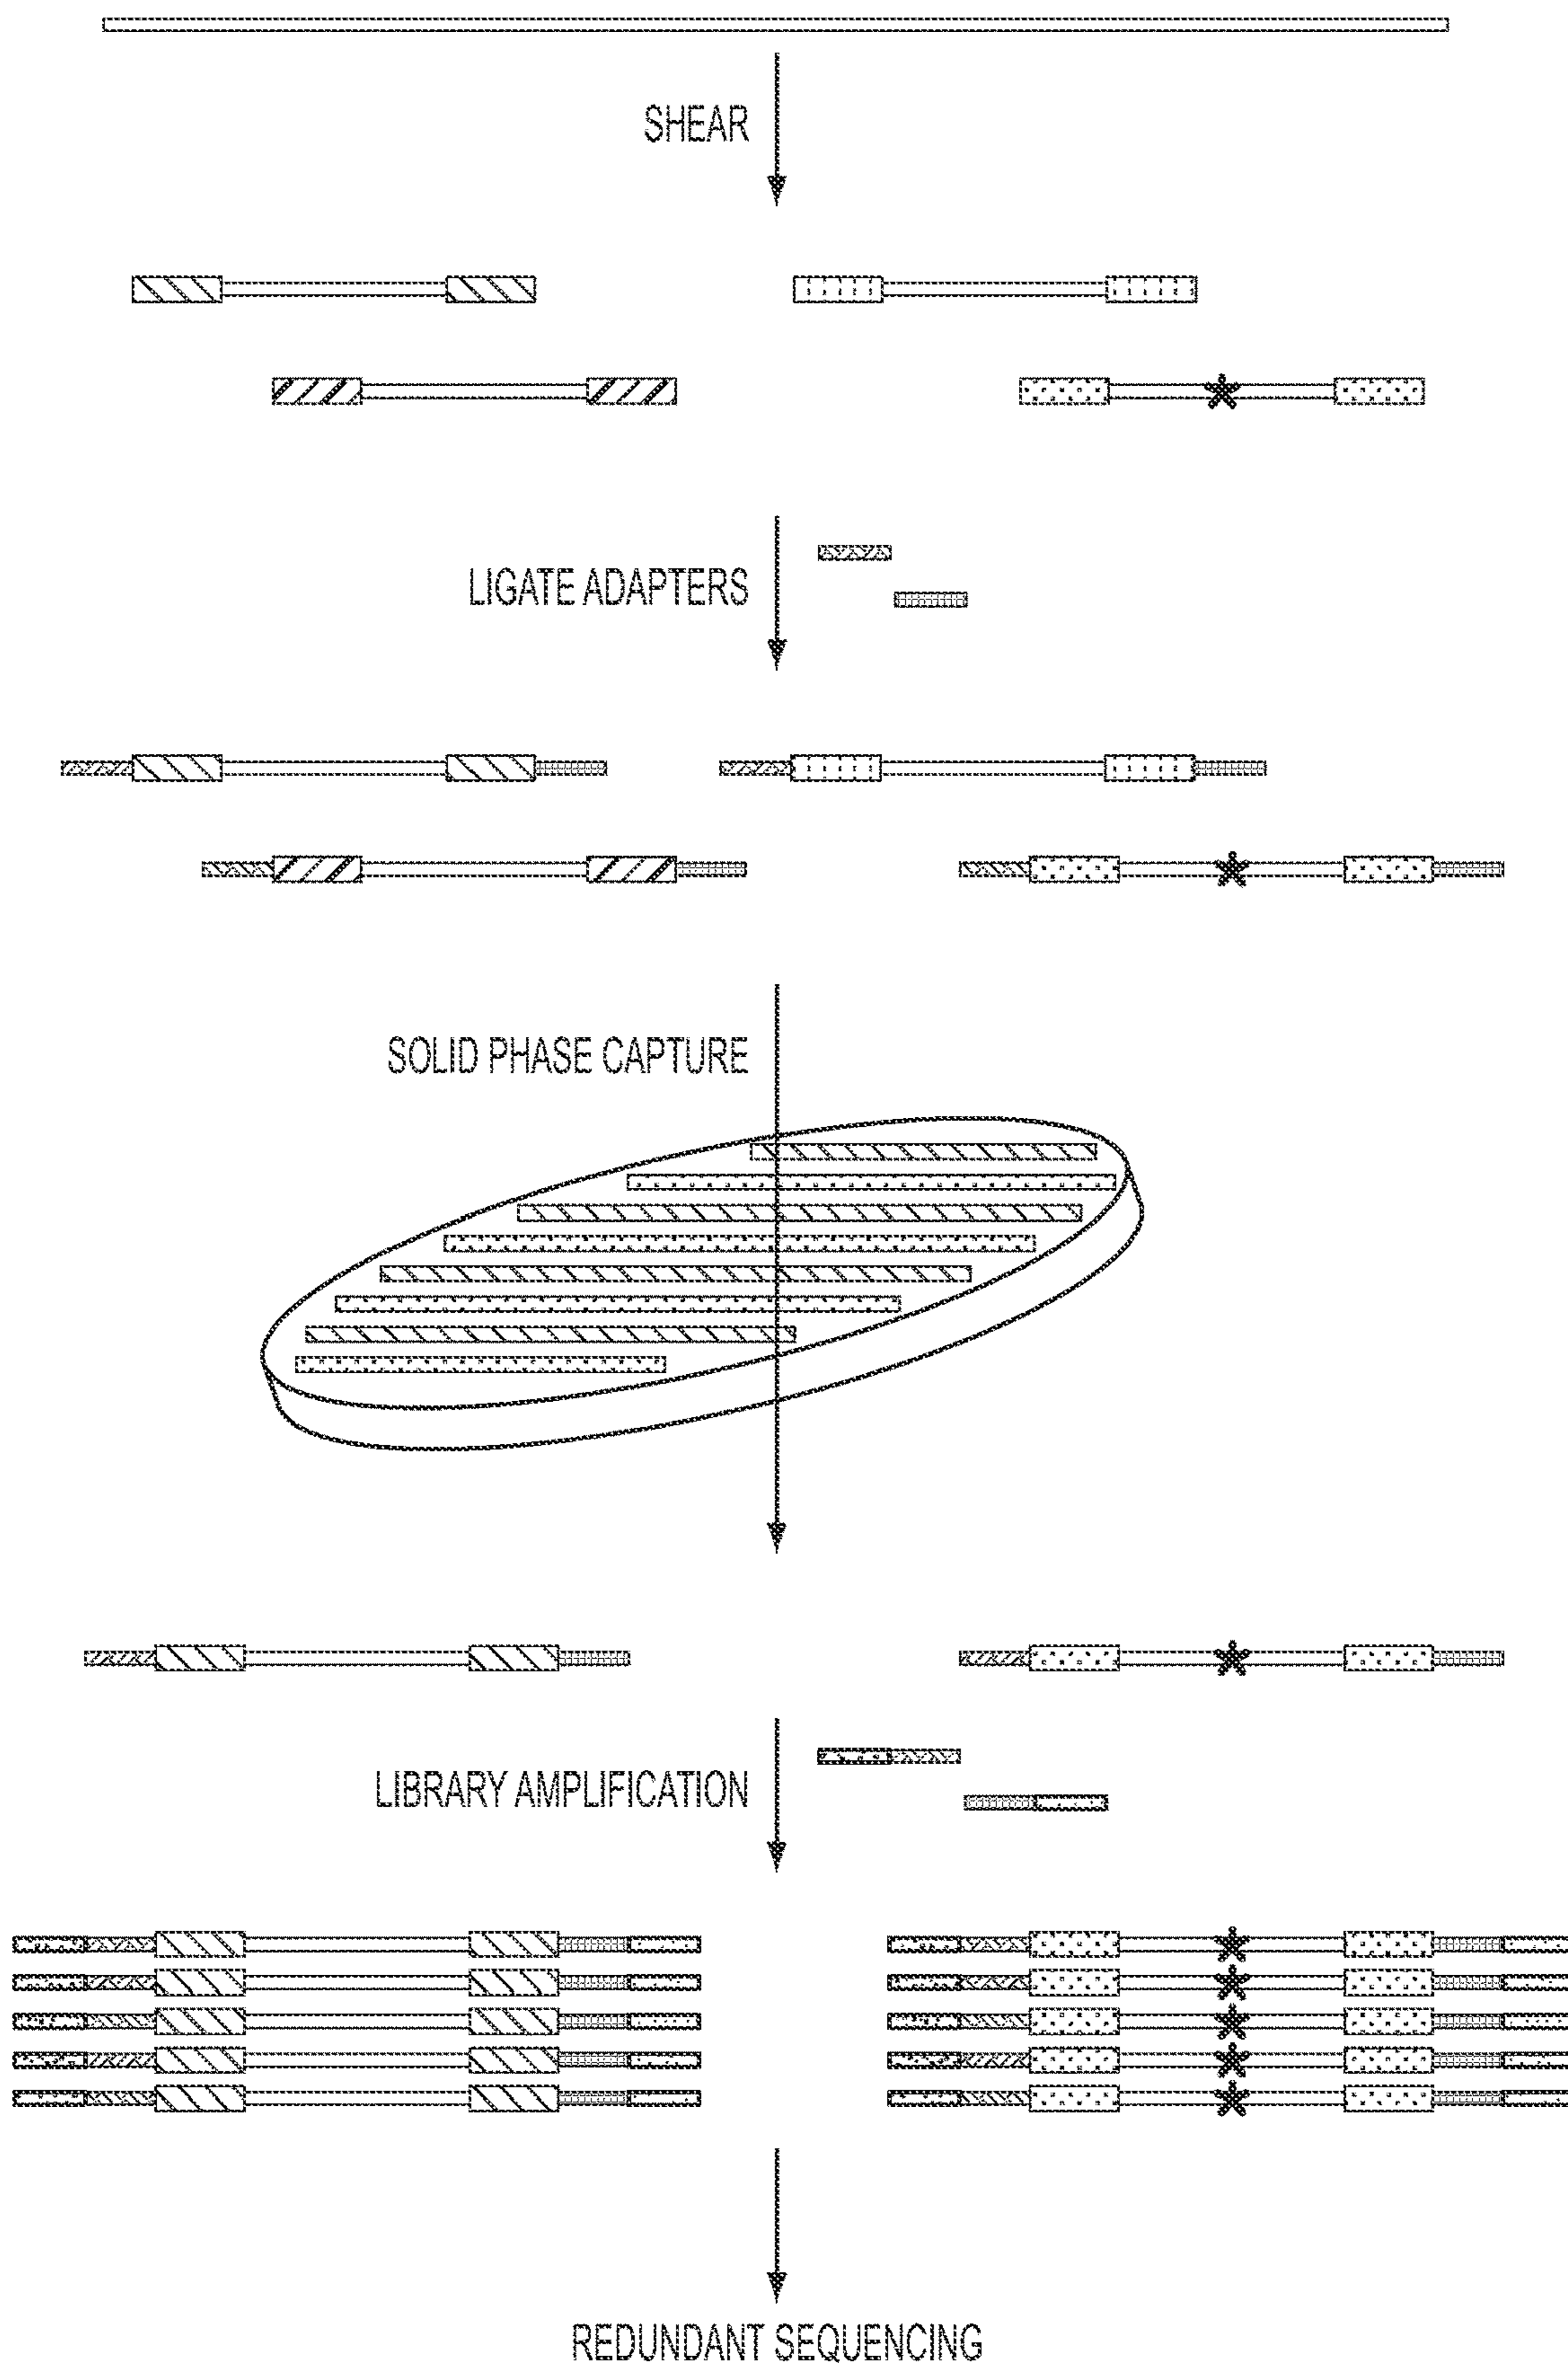 SHEAR
LIGATE ADAPTERS
SOLID PHASE CAPTURE
LIBRARY AMPLIFICATION
REDUNDANT SEQUENCING